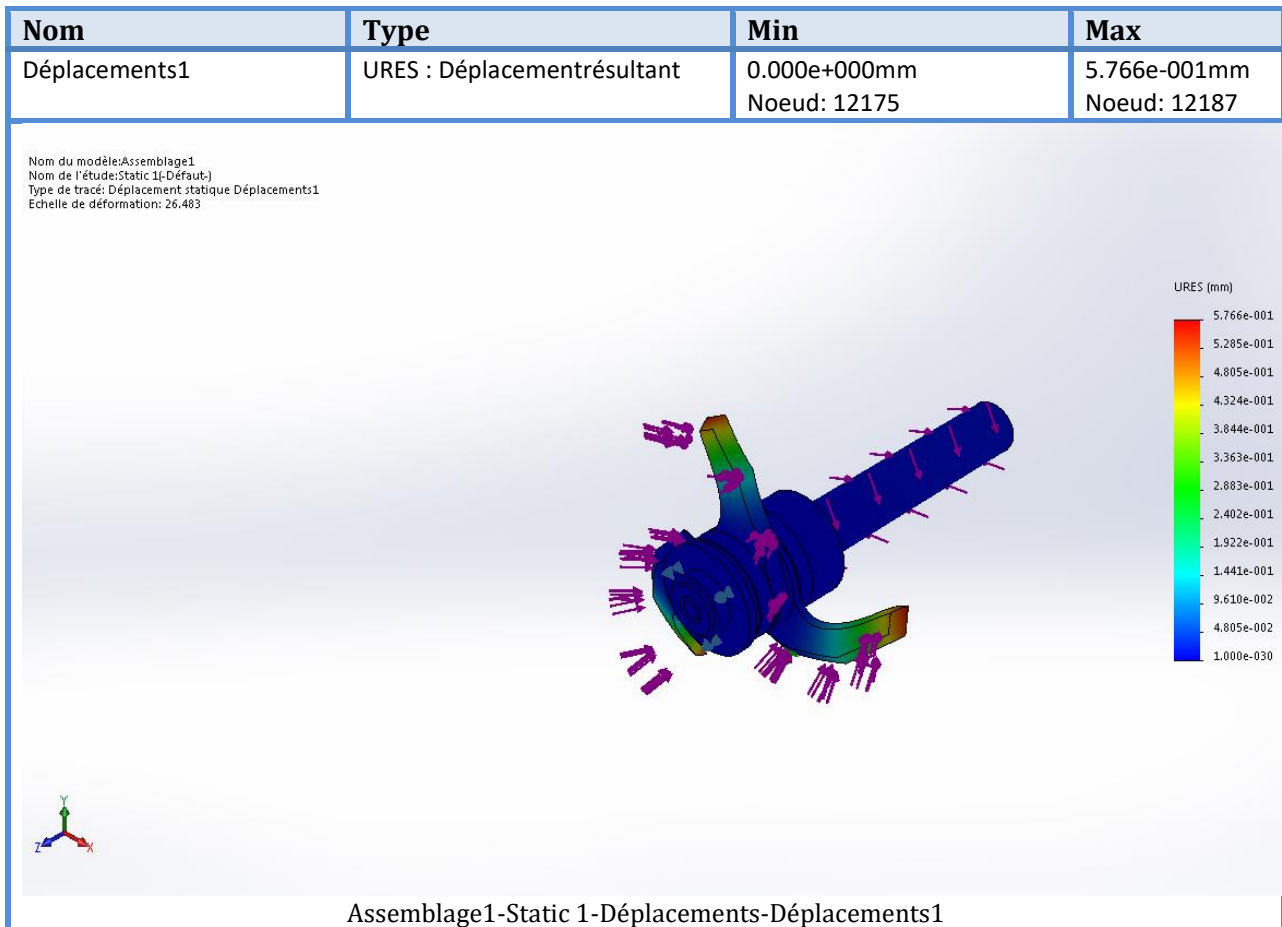 Nom Type Min Max
Déplacements1 URES : Déplacementrésultant 0.000e+000mm 5.766e-001mm
Noeud: 12175 Noeud: 12187
Nom du modèle:Assemblage1
Nom de l'étude:Static 1(-Défaut-)
Type de tracé: Déplacement statique Déplacements1
Echelle de déformation: 26.483
URES (mm)
5.766e-001
5.285e-001
4.805e-001
4.324e-001
3.844e-001
3.363e-001
2.883e-001
2.402e-001
1.922e-001
1.441e-001
9.610e-002
4.805e-002
1.000e-030
Y
Z X
Assemblage1-Static 1-Déplacements-Déplacements1